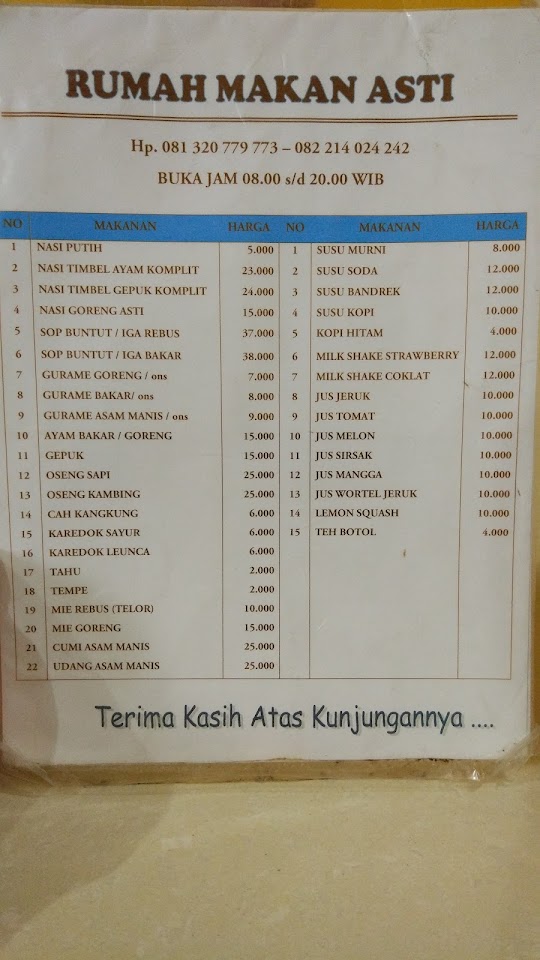 RUMAH MAKAN ASTI
Hp. 081 320 779 773 – 082 214 024 242
BUKA JAM 08.00 s/d 20.00 WIB
NO MAKANAN HARGA NO MAKANAN HARGA
1 NASI PUTIH 5.000 1 SUSU MURNI 8.000
2 NASI TIMBEL AYAM KOMPLIT 23.000 2 SUSU SODA 12.000
3 NASI TIMBEL GEPUK KOMPLIT 24.000 3 SUSU BANDREK 12.000
4 NASI GORENG ASTI 15.000 4 SUSU KOPI 10.000
5 SOP BUNTUT / IGA REBUS 37.000 5 KOPI HITAM 4.000
6 SOP BUNTUT / IGA BAKAR 38.000 6 MILK SHAKE STRAWBERRY 12.000
7 GURAME GORENG / ons 7.000 7 MILK SHAKE COKLAT 12.000
8 GURAME BAKAR/ ons 8.000 8 JUS JERUK 10.000
9 GURAME ASAM MANIS / ons 9.000 9 JUS TOMAT 10.000
10 AYAM BAKAR / GORENG 15.000 10 JUS MELON 10.000
11 GEPUK 15.000 11 JUS SIRSAK 10.000
12 OSENG SAPI 25.000 12 JUS MANGGA 10.000
13 OSENG KAMBING 25.000 13 JUS WORTEL JERUK 10.000
14 CAH KANGKUNG 6.000 14 LEMON SQUASH 10.000
15 KAREDOK SAYUR 6.000 15 TEH BOTOL 4.000
16 KAREDOK LEUNCA 6.000
17 TAHU 2.000
18 TEMPE 2.000
19 MIE REBUS (TELOR) 10.000
20 MIE GORENG 15.000
21 CUMI ASAM MANIS 25.000
22 UDANG ASAM MANIS 25.000
Terima Kasih Atas Kunjungannya ....